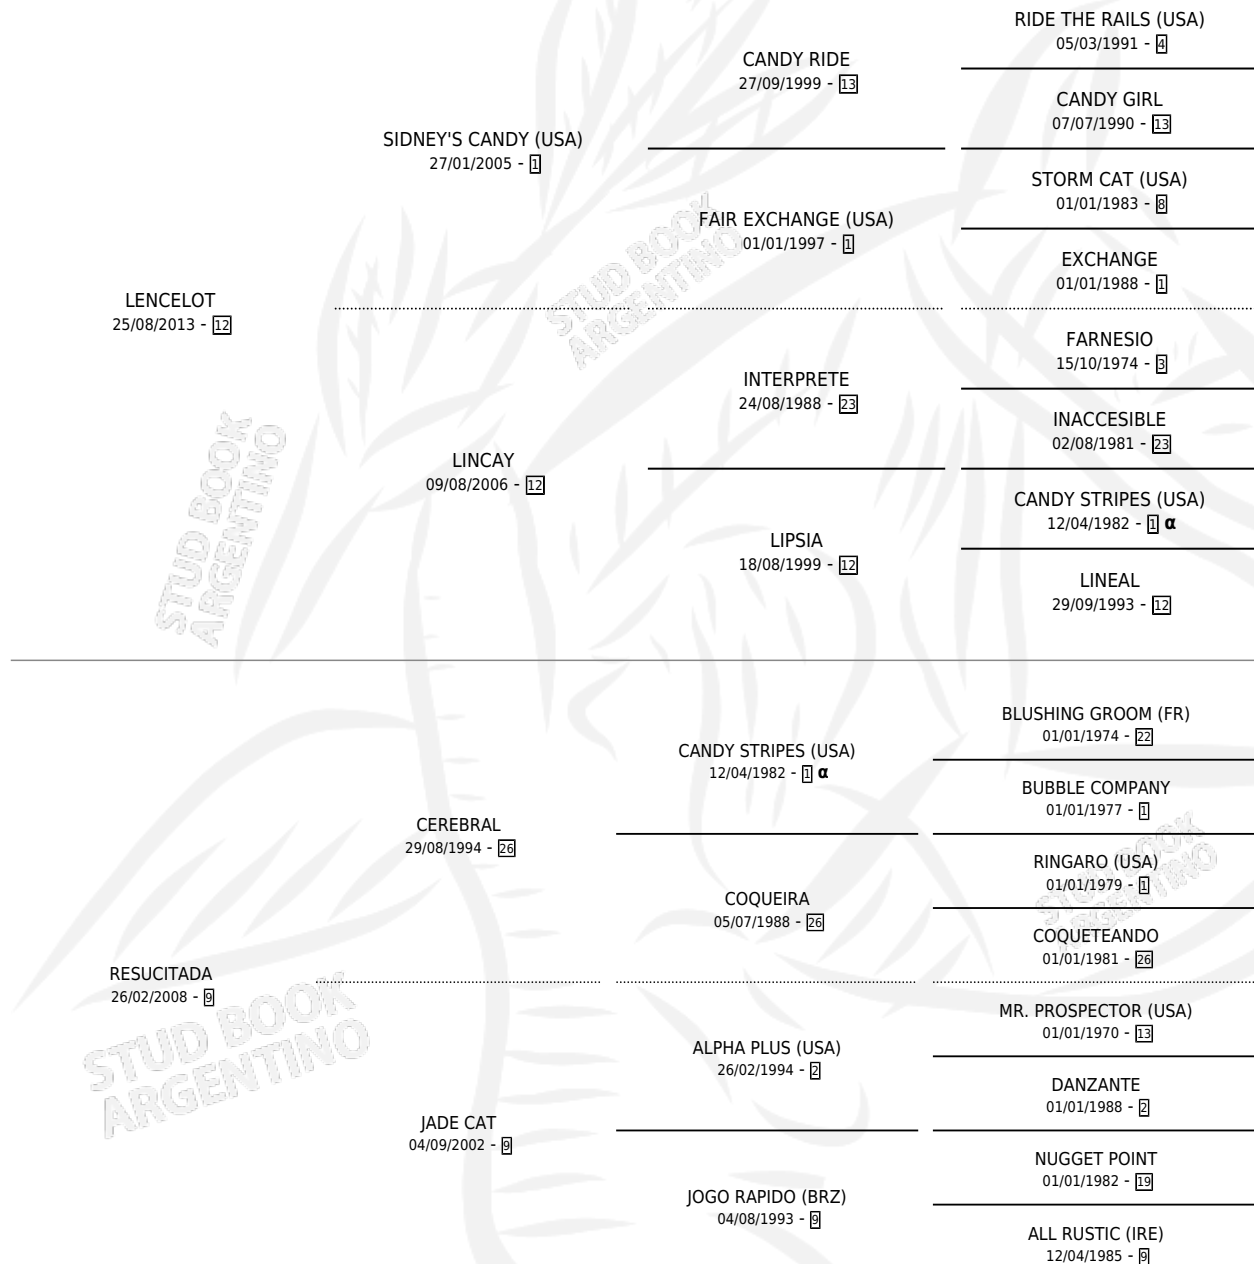 RIDE THE RAILS (USA)
05/03/1991 - 4
CANDY RIDE
27/09/1999 - 13
CANDY GIRL
07/07/1990 - 13
SIDNEY'S CANDY (USA)
27/01/2005 - 1
STORM CAT (USA)
01/01/1983 - 8
FAIR EXCHANGE (USA)
01/01/1997 - 1
EXCHANGE
01/01/1988 - 1
LENCELOT
25/08/2013 - 12
FARNESIO
15/10/1974 - 3
INTERPRETE
24/08/1988 - 23
INACCESIBLE
02/08/1981 - 23
LINCAY
09/08/2006 - 12
CANDY STRIPES (USA)
12/04/1982 - 1 α
LIPSIA
18/08/1999 - 12
LINEAL
29/09/1993 - 12
BLUSHING GROOM (FR)
01/01/1974 - 22
CANDY STRIPES (USA)
12/04/1982 - 1 α
BUBBLE COMPANY
01/01/1977 - 1
CEREBRAL
29/08/1994 - 26
RINGARO (USA)
01/01/1979 - 1
COQUEIRA
05/07/1988 - 26
COQUETEANDO
01/01/1981 - 26
RESUCITADA
26/02/2008 - 9
MR. PROSPECTOR (USA)
01/01/1970 - 13
ALPHA PLUS (USA)
26/02/1994 - 2
DANZANTE
01/01/1988 - 2
JADE CAT
04/09/2002 - 9
NUGGET POINT
01/01/1982 - 19
JOGO RAPIDO (BRZ)
04/08/1993 - 9
ALL RUSTIC (IRE)
12/04/1985 - 9
STUD BOOK
ARGENTINO
STUD BOOK
ARGENTINO
STUD BOOK
ARGENTINO
STUD BOOK
ARGENTINO